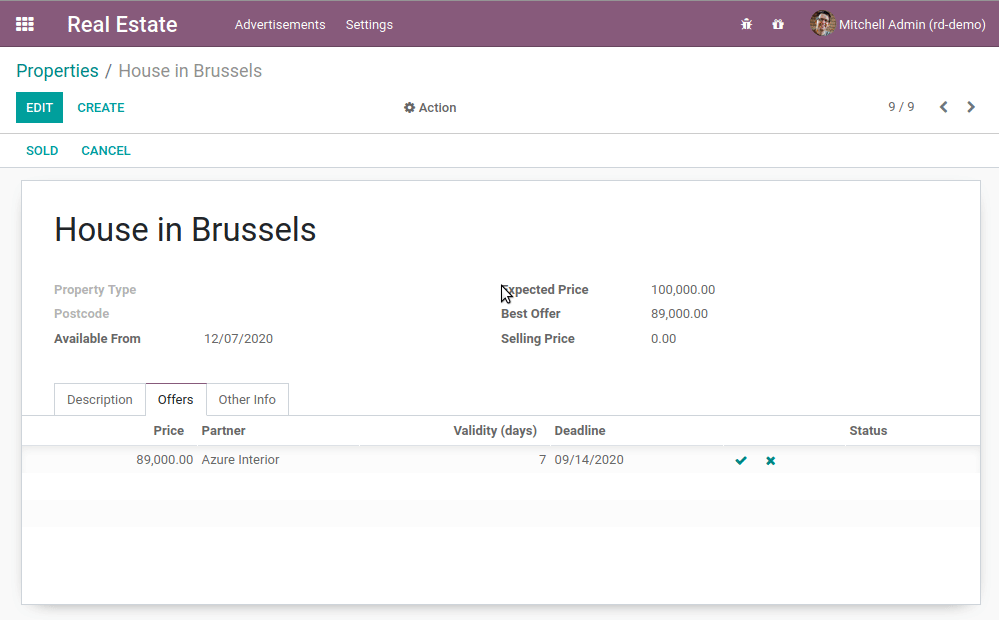 Real Estate Advertisements Settings Mitchell Admin (rd-demo)
Properties / House in Brussels
EDIT CREATE Action 9 / 9
SOLD CANCEL
House in Brussels
Property Type Expected Price 100,000.00
Postcode Best Offer 89,000.00
Available From 12/07/2020 Selling Price 0.00
Description Offers Other Info
Price Partner Validity (days) Deadline Status
89,000.00 Azure Interior 7 09/14/2020